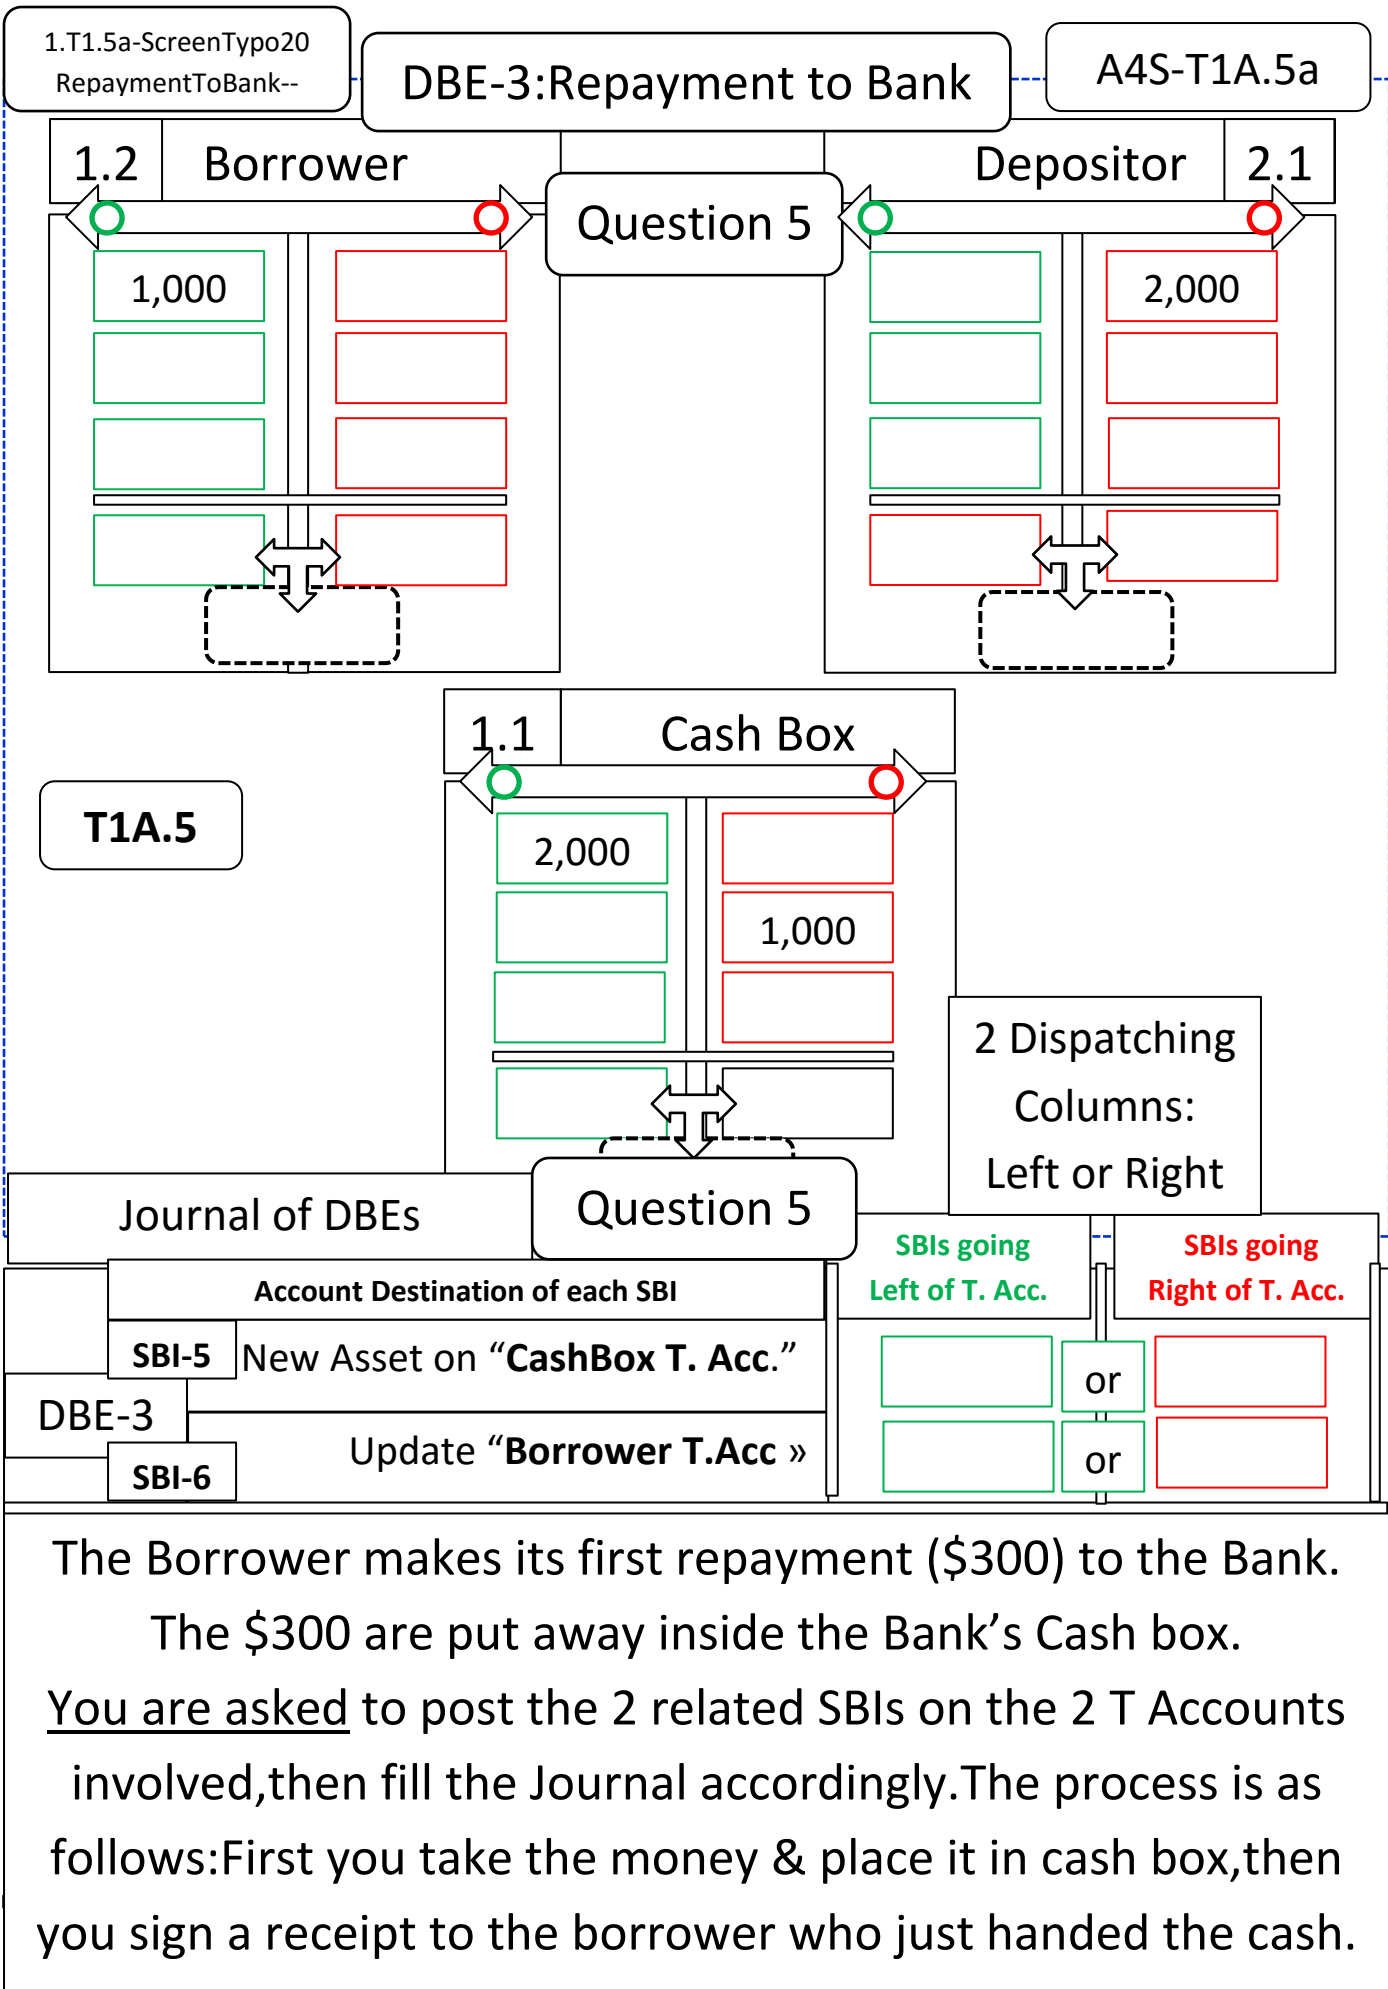 1.T1.5a-ScreenTypo20
RepaymentToBank--
DBE-3:Repayment to Bank
A4S-T1A.5a
1.2
Borrower
Depositor
2.1
Question 5
1,000
2,000
1.1
Cash Box
T1A.5
2,000
1,000
2 Dispatching
Columns:
Left or Right
Journal of DBEs
Question 5
SBIs going
Left of T. Acc.
SBIs going
Right of T. Acc.
Account Destination of each SBI
SBI-5
New Asset on “CashBox T. Acc.”
or
DBE-3
Update “Borrower T.Acc »
or
SBI-6
The Borrower makes its first repayment ($300) to the Bank.
The $300 are put away inside the Bank’s Cash box.
You are asked to post the 2 related SBIs on the 2 T Accounts
involved,then fill the Journal accordingly.The process is as
follows:First you take the money & place it in cash box,then
you sign a receipt to the borrower who just handed the cash.